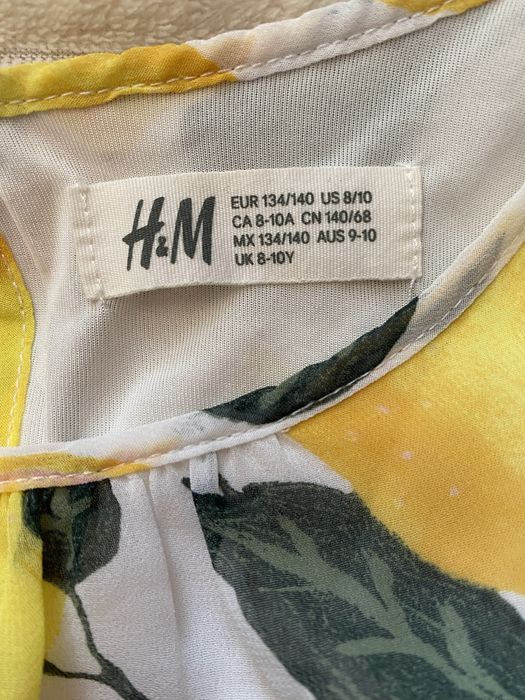 H&M
EUR 134/140 US 8/10
CA 8-10A CN 140/68
MX 134/140 AUS 9-10
UK 8-10Y